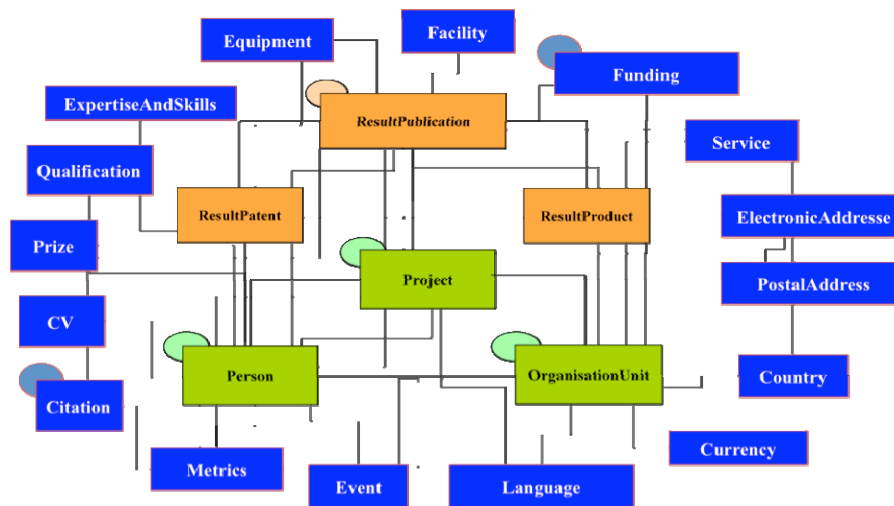 Equipment
Facility
Funding
ExpertiseAndSkills
ResultPublication
Service
Qualification
ResultPatent
ResultProduct
ElectronicAddresse
Prize
Project
PostalAddress
CV
Person
OrganisationUnit
Country
Citation
Metrics
Event
Language
Currency